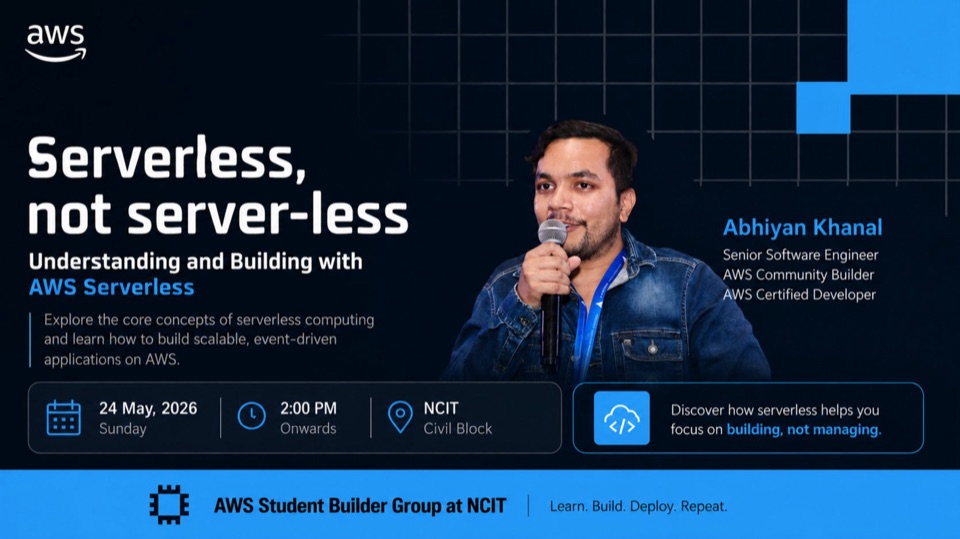 aws
Serverless,
not server-less
Understanding and Building with
AWS Serverless
Explore the core concepts of serverless computing
and learn how to build scalable, event-driven
applications on AWS.
Abhiyan Khanal
Senior Software Engineer
AWS Community Builder
AWS Certified Developer
24 May, 2026
Sunday
2:00 PM
Onwards
NCIT
Civil Block
Discover how serverless helps you
focus on building, not managing.
AWS Student Builder Group at NCIT
Learn. Build. Deploy. Repeat.